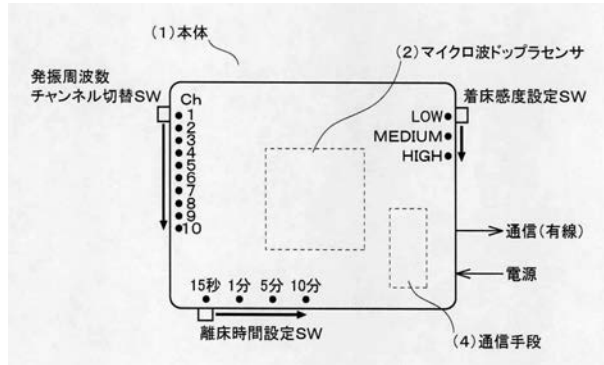 (1)本体
(2)マイクロ波ドップラセンサ
発振周波数
チャンネル切替SW
着床感度設定SW
Ch
1
2
3
4
5
6
7
8
9
10
LOW
MEDIUM
HIGH
通信(有線)
電源
15秒 1分 5分 10分
離床時間設定SW
(4)通信手段